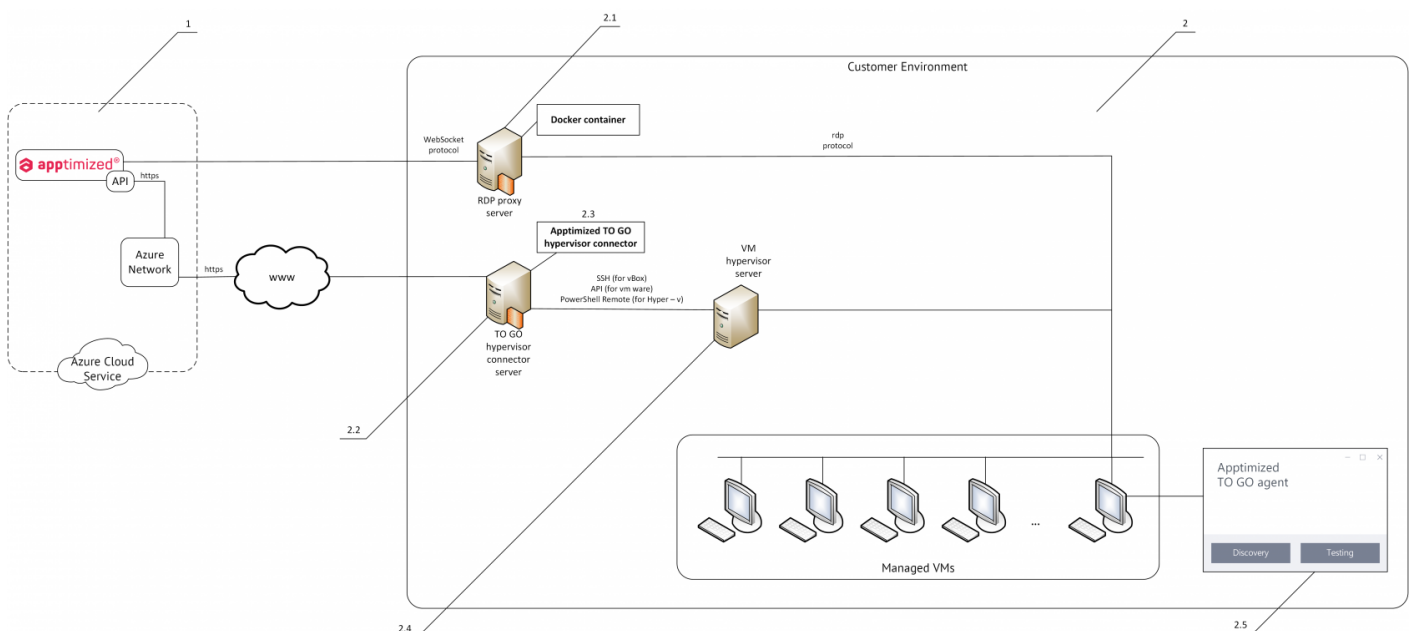 1
2.1
2
Customer Environment
Docker container
WebSocket
protocol
rdp
protocol
apptimized®
API
https
RDP proxy
server
2.3
Apptimized TO GO
hypervisor connector
VM
hypervisor
server
Azure
Network
https
www
SSH (for vBox)
API (for vm ware)
PowerShell Remote (for Hyper – v)
TO GO
hypervisor
connector
server
Azure Cloud
Service
2.2
Apptimized
TO GO agent
...
Discovery
Testing
Managed VMs
2.4
2.5